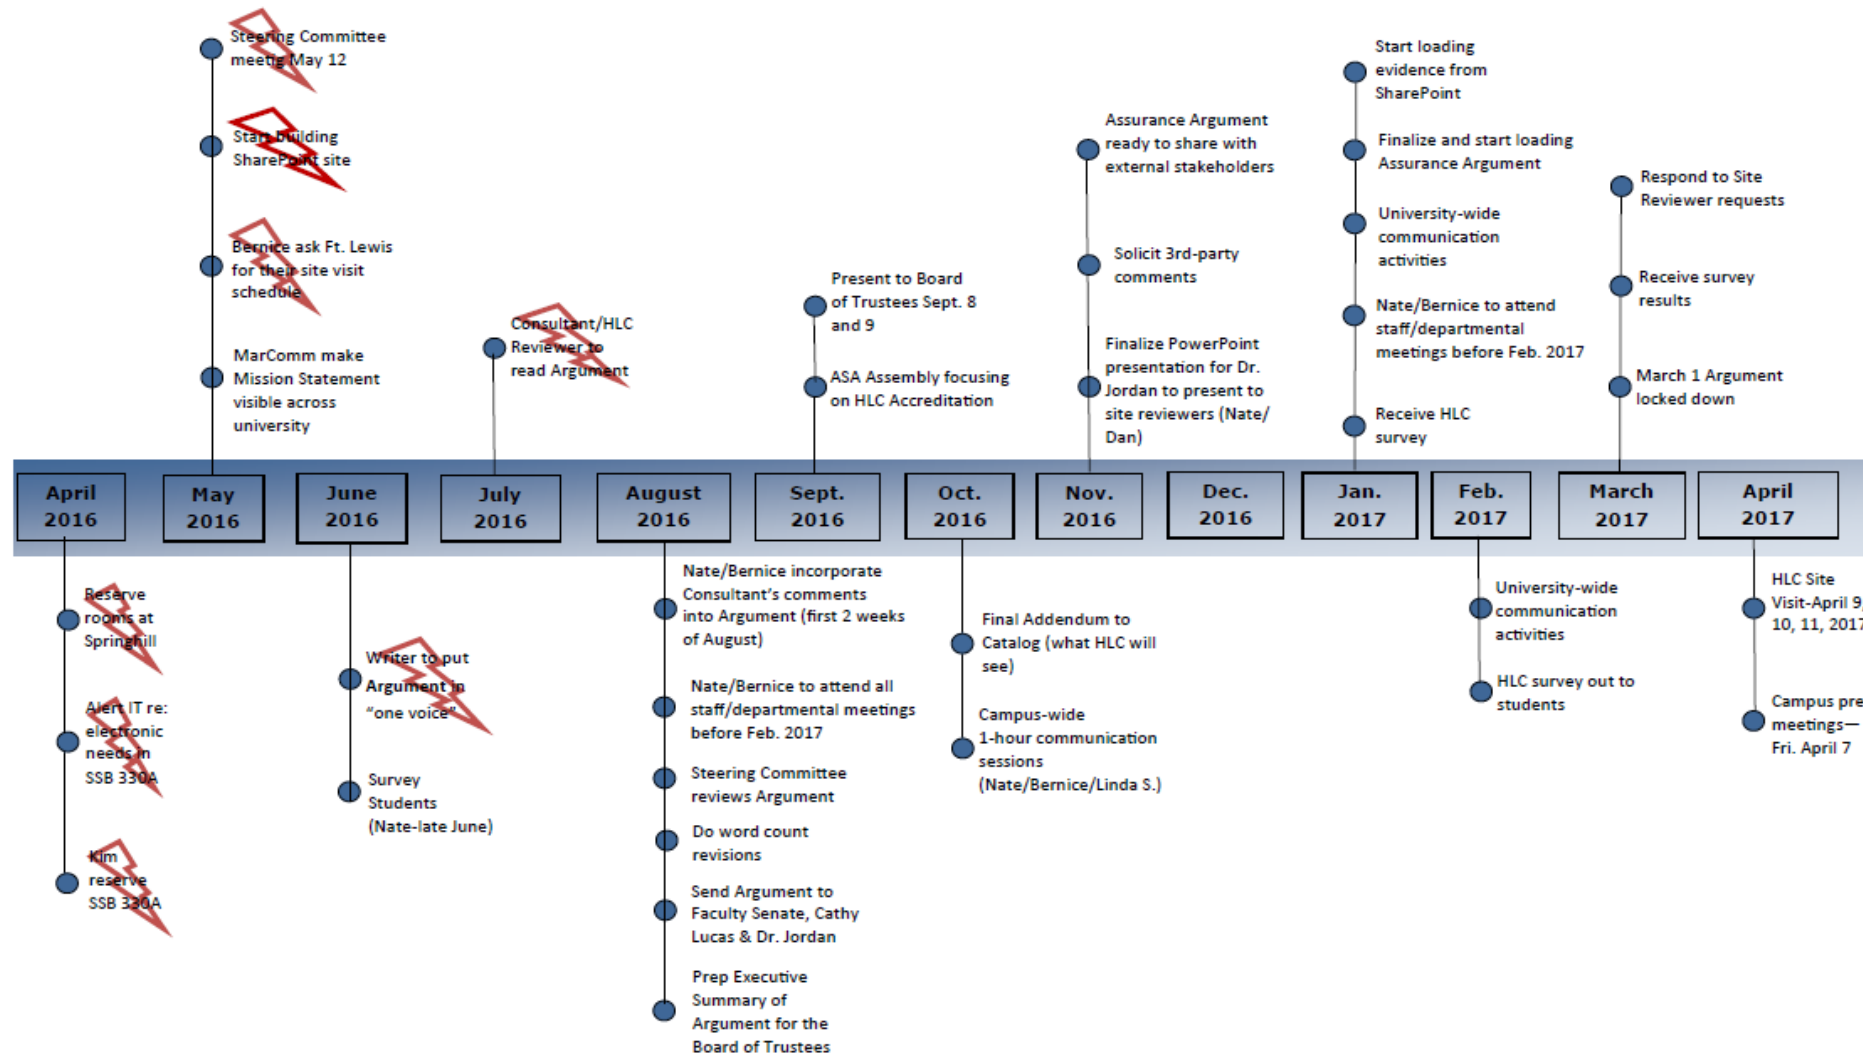 Steering Committee
meetig May 12
Start building
SharePoint site
Bernice ask Ft. Lewis
for their site visit
schedule
MarComm make
Mission Statement
visible across
university
Consultant/HLC
Reviewer to
read Argument
Present to Board
of Trustees Sept. 8
and 9
ASA Assembly focusing
on HLC Accreditation
Assurance Argument
ready to share with
external stakeholders
Solicit 3rd-party
comments
Finalize PowerPoint
presentation for Dr.
Jordan to present to
site reviewers (Nate/
Dan)
Start loading
evidence from
SharePoint
Finalize and start loading
Assurance Argument
University-wide
communication
activities
Nate/Bernice to attend
staff/departmental
meetings before Feb. 2017
Receive HLC
survey
Respond to Site
Reviewer requests
Receive survey
results
March 1 Argument
locked down
April
2016
May
2016
June
2016
July
2016
August
2016
Sept.
2016
Oct.
2016
Nov.
2016
Dec.
2016
Jan.
2017
Feb.
2017
March
2017
April
2017
Reserve
rooms at
Springhill
Alert IT re:
electronic
needs in
SSB 330A
Kim
reserve
SSB 330A
Writer to put
Argument in
“one voice”
Survey
Students
(Nate-late June)
Nate/Bernice incorporate
Consultant’s comments
into Argument (first 2 weeks
of August)
Nate/Bernice to attend all
staff/departmental meetings
before Feb. 2017
Steering Committee
reviews Argument
Do word count
revisions
Send Argument to
Faculty Senate, Cathy
Lucas & Dr. Jordan
Prep Executive
Summary of
Argument for the
Board of Trustees
Final Addendum to
Catalog (what HLC will
see)
Campus-wide
1-hour communication
sessions
(Nate/Bernice/Linda S.)
University-wide
communication
activities
HLC survey out to
students
HLC Site
Visit-April 9,
10, 11, 2017
Campus pre
meetings—
Fri. April 7